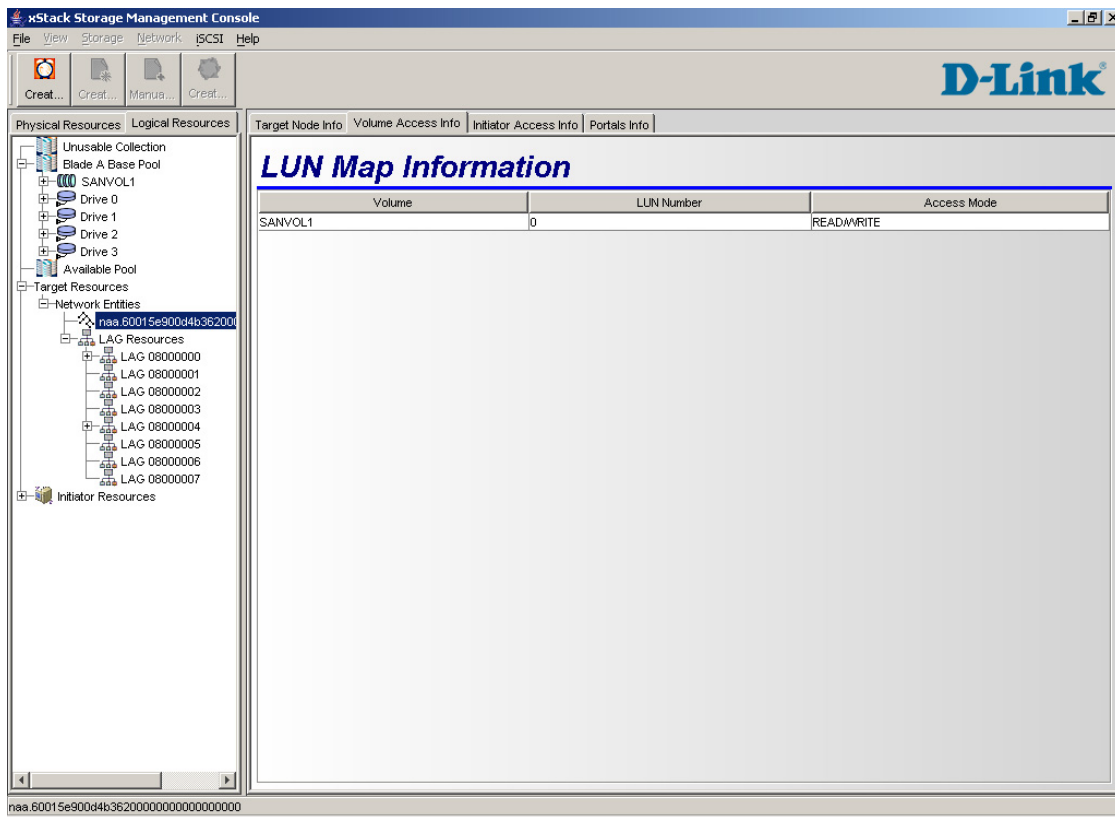 xStack Storage Management Console
File View Storage Network iSCSI Help
Creat... Creat... Manua... Creat...
D-Link®
Physical Resources Logical Resources
Unusable Collection
Blade A Base Pool
SANVOL1
Drive 0
Drive 1
Drive 2
Drive 3
Available Pool
Target Resources
Network Entities
naa.60015e900d4b362000
LAG Resources
LAG 08000000
LAG 08000001
LAG 08000002
LAG 08000003
LAG 08000004
LAG 08000005
LAG 08000006
LAG 08000007
Initiator Resources
Target Node Info Volume Access Info Initiator Access Info Portals Info
LUN Map Information
Volume LUN Number Access Mode
SANVOL1 0 READ/WRITE